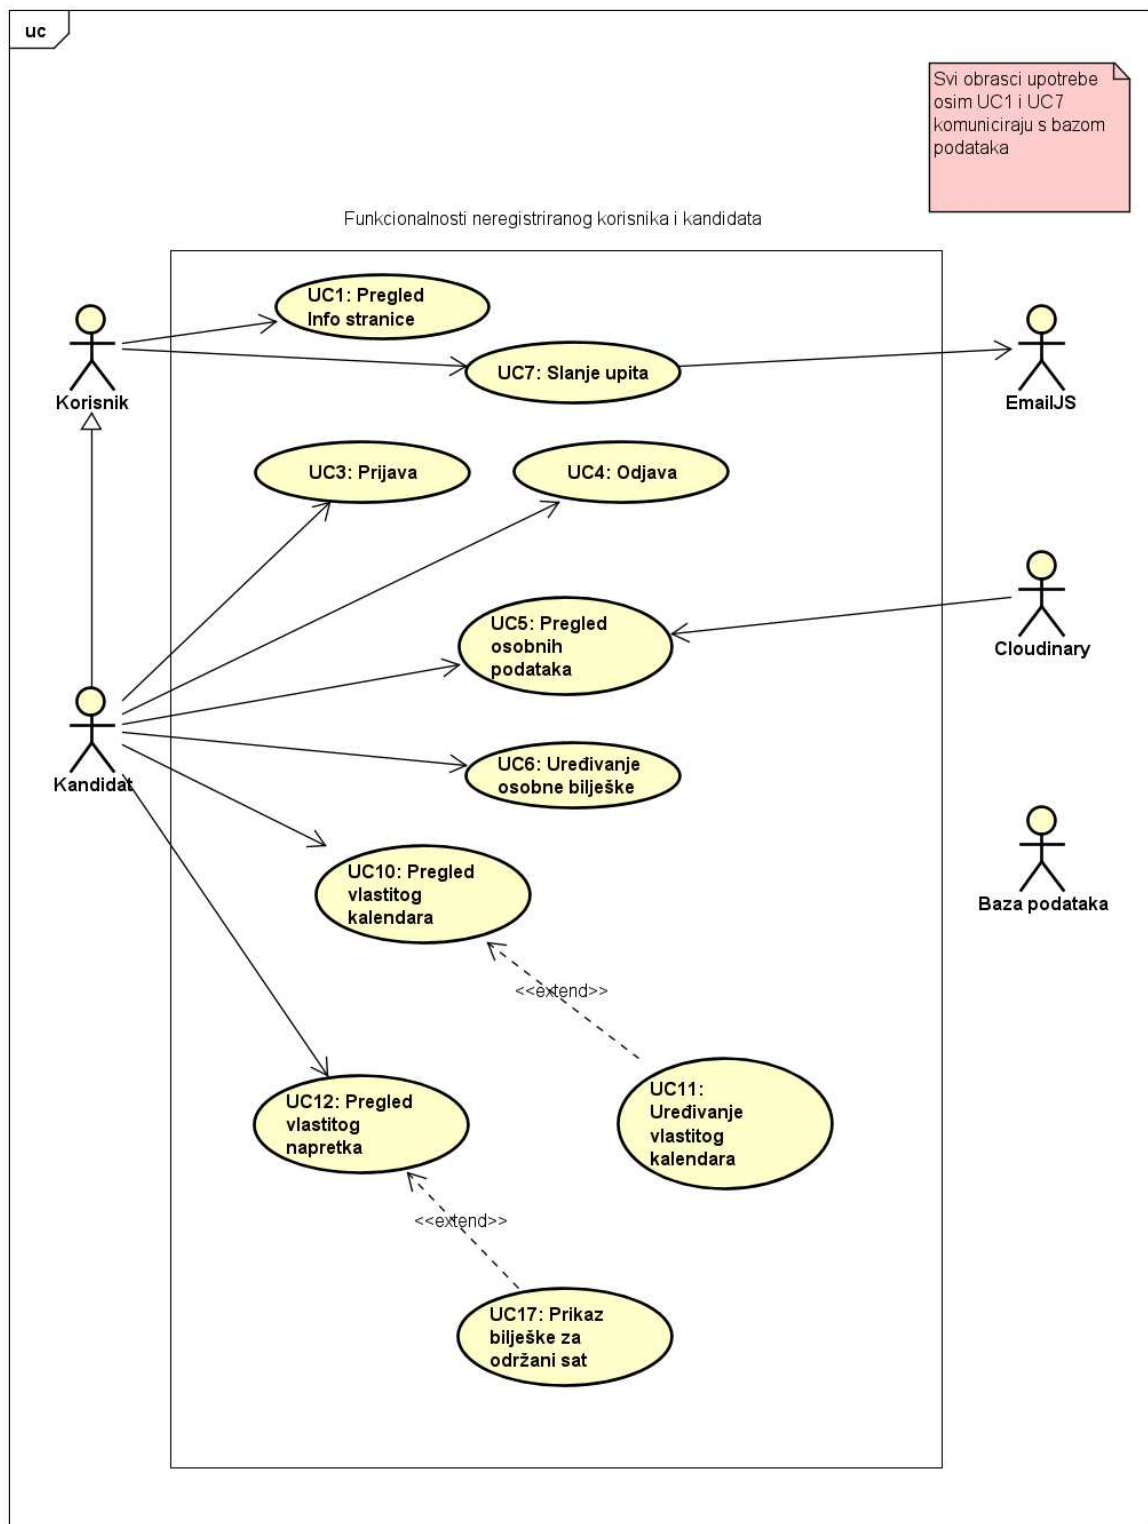 uc
Svi obrasci upotrebe
osim UC1 i UC7
komuniciraju s bazom
podataka
Funkcionalnosti neregistriranog korisnika i kandidata
UC1: Pregled
Info stranice
Korisnik
UC7: Slanje upita
EmailJS
UC3: Prijava
UC4: Odjava
UC5: Pregled
osobnih
podataka
Cloudinary
Kandidat
UC6: Uređivanje
osobne bilješke
UC10: Pregled
vlastitog
kalendara
Baza podataka
<<extend>>
UC11:
Uređivanje
vlastitog
kalendara
UC12: Pregled
vlastitog
napretka
<<extend>>
UC17: Prikaz
bilješke za
održani sat